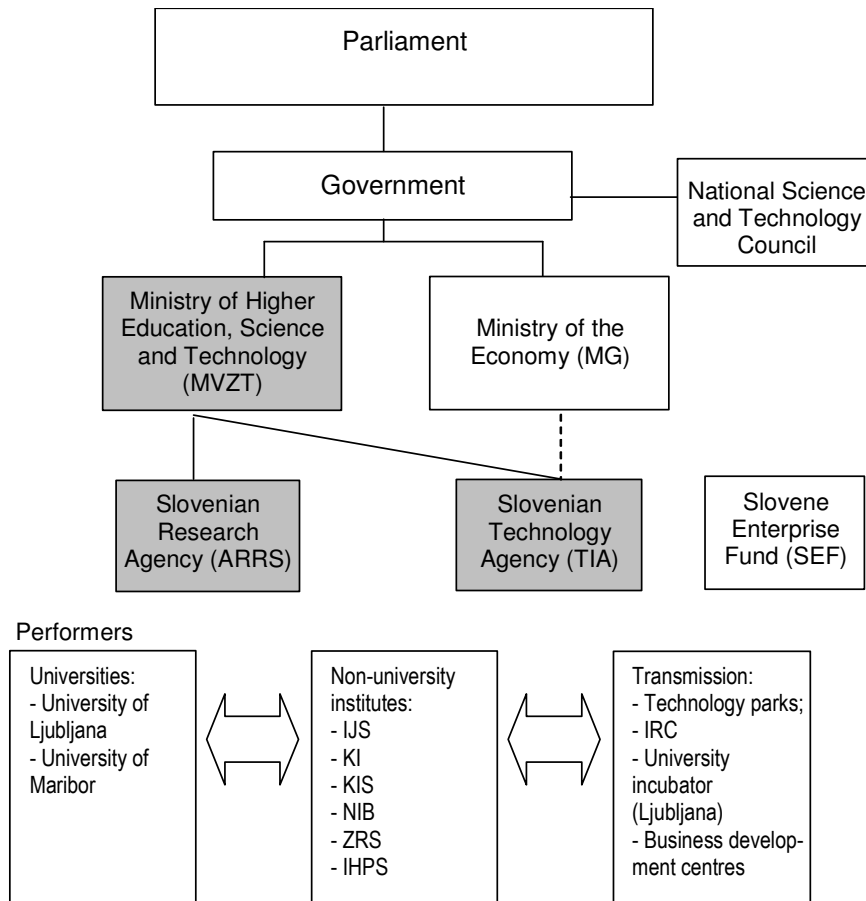 Parliament
Government
National Science
and Technology
Council
Ministry of Higher
Education, Science
and Technology
(MVZT)
Ministry of the
Economy (MG)
Slovenian
Research
Agency (ARRS)
Slovenian
Technology
Agency (TIA)
Slovene
Enterprise
Fund (SEF)
Performers
Universities:
- University of
Ljubljana
- University of
Maribor
Non-university
institutes:
- IJS
- KI
- KIS
- NIB
- ZRS
- IHPS
Transmission:
- Technology parks;
- IRC
- University
incubator
(Ljubljana)
- Business develop-
ment centres